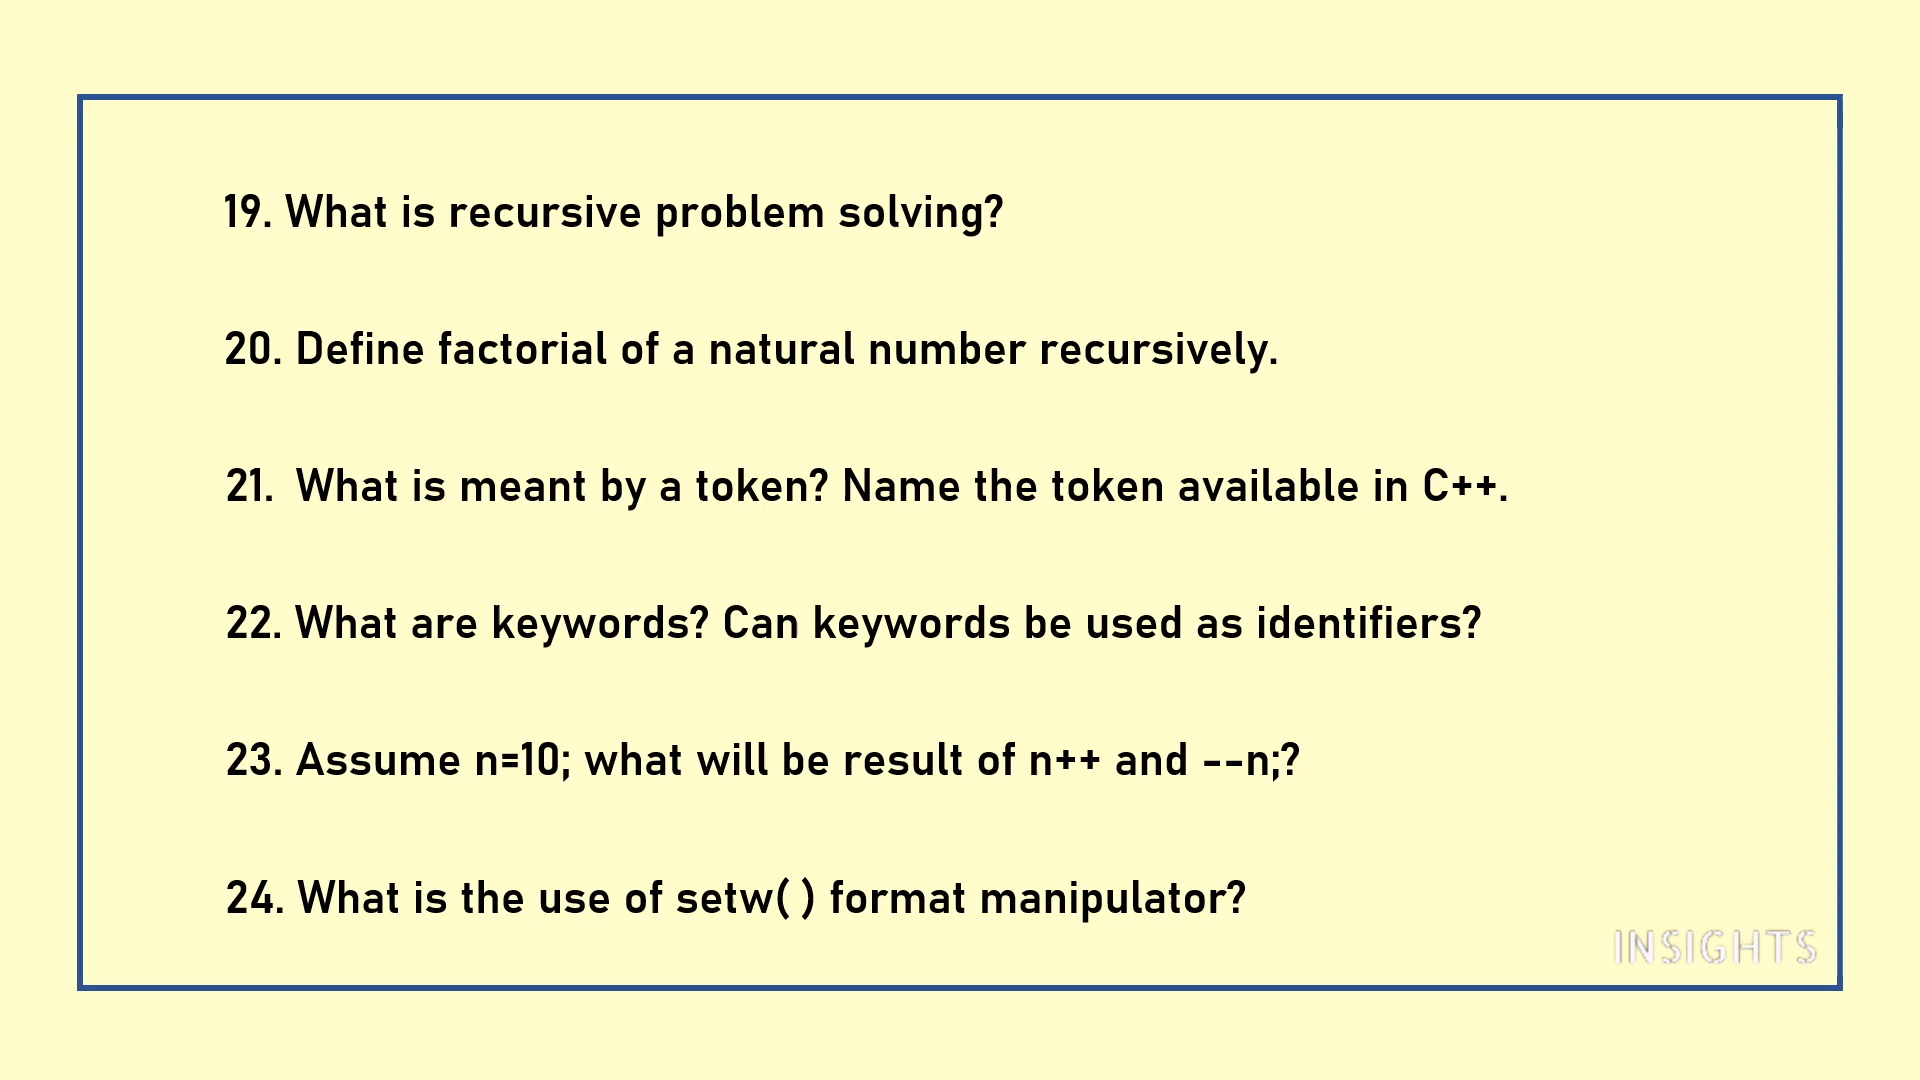 19. What is recursive problem solving?
20. Define factorial of a natural number recursively.
21. What is meant by a token? Name the token available in C++.
22. What are keywords? Can keywords be used as identifiers?
23. Assume n=10; what will be result of n++ and --n;?
24. What is the use of setw( ) format manipulator?
INSIGHTS